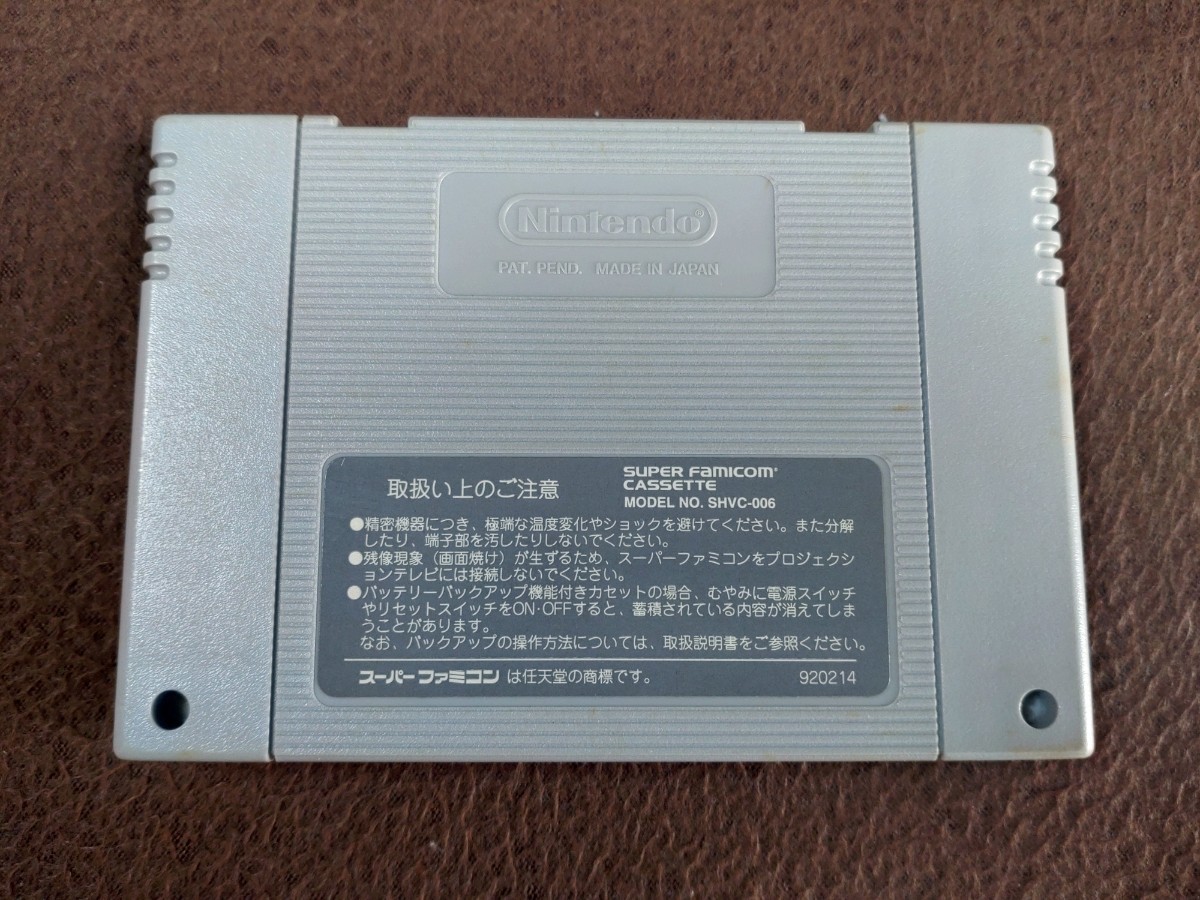 Nintendo®
PAT. PEND. MADE IN JAPAN
取扱い上のご注意
SUPER FAMICOM®
CASSETTE
MODEL NO. SHVC-006
●精密機器につき、極端な温度変化やショックを避けてください。また分解
したり、端子部を汚したりしないでください。
●残像現象（画面焼け）が生ずるため、スーパーファミコンをプロジェクシ
ョンテレビには接続しないでください。
●バッテリーバックアップ機能付きカセットの場合、むやみに電源スイッチ
やリセットスイッチをON・OFFすると、蓄積されている内容が消えてしま
うことがあります。
なお、バックアップの操作方法については、取扱説明書をご参照ください。
スーパーファミコン は任天堂の商標です。 920214